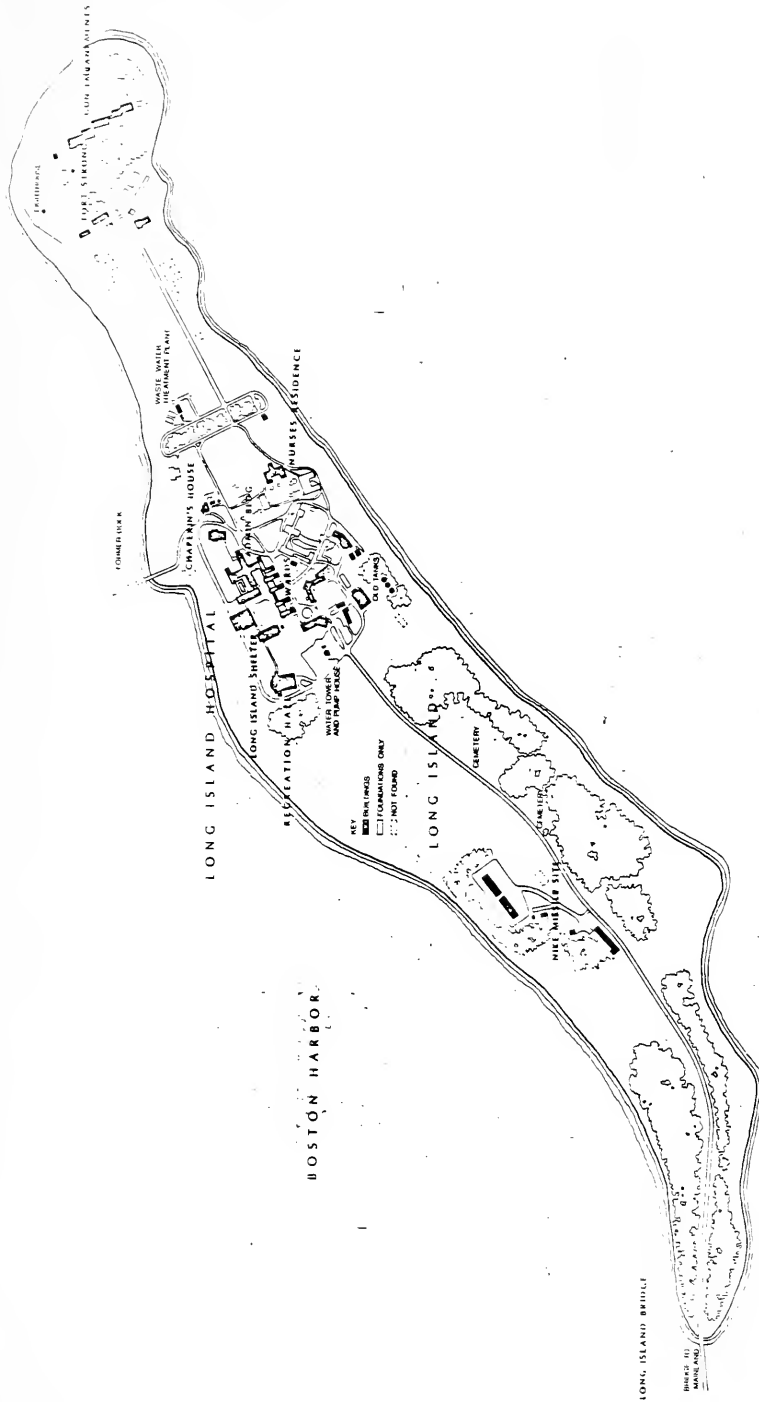 LONG ISLAND BRIDGE
BRIDGE TO
MAINLAND
BOSTON HARBOR
LONG ISLAND HOSPITAL
LONG ISLAND SHELTER
RECREATION HALL
WATER TOWER
AND PUMP HOUSE
KEY
BUILDINGS
FOUNDATIONS ONLY
NOT FOUND
LONG ISLAND
CEMETERY
CEMETERY
NIKE MISSILE SITE
FORMER DOCK
CHAPLAIN'S HOUSE
ADMIN BLDG
WARDS
OLD TANKS
NURSES RESIDENCE
WASTE WATER
TREATMENT PLANT
FORT STRONG
GUN EMBANKMENTS